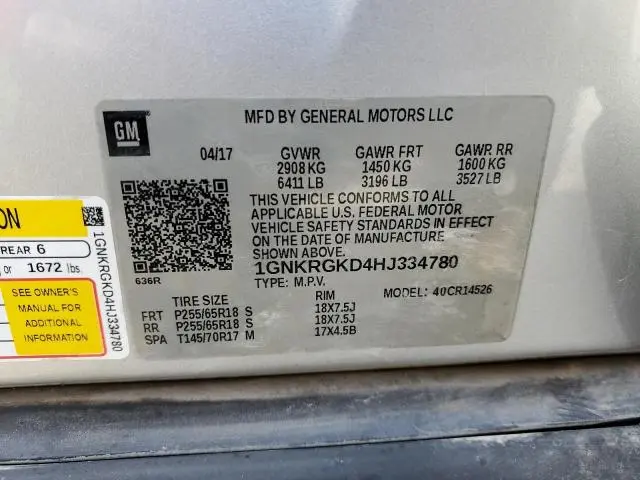 GM
MFD BY GENERAL MOTORS LLC
04/17 GVWR GAWR FRT GAWR RR
2908 KG 1450 KG 1600 KG
6411 LB 3196 LB 3527 LB
THIS VEHICLE CONFORMS TO ALL
APPLICABLE U.S. FEDERAL MOTOR
VEHICLE SAFETY STANDARDS IN EFFECT
ON THE DATE OF MANUFACTURE
SHOWN ABOVE.
1GNKRGKD4HJ334780
636R
TYPE: M.P.V. MODEL: 40CR14526
TIRE SIZE RIM
FRT P255/65R18 S 18X7.5J
RR P255/65R18 S 18X7.5J
SPA T145/70R17 M 17X4.5B
ON
REAR 6
or 1672 lbs.
SEE OWNER'S
MANUAL FOR
ADDITIONAL
INFORMATION
1GNKRGKD4HJ334780